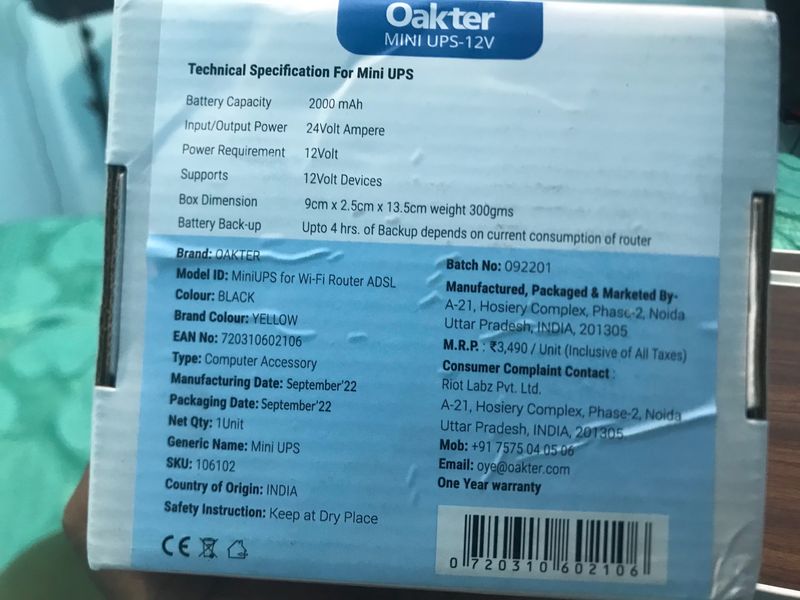 Oakter
MINI UPS-12V
Technical Specification For Mini UPS
Battery Capacity 2000 mAh
Input/Output Power 24Volt Ampere
Power Requirement 12Volt
Supports 12Volt Devices
Box Dimension 9cm x 2.5cm x 13.5cm weight 300gms
Battery Back-up Upto 4 hrs. of Backup depends on current consumption of router
Brand: OAKTER
Model ID: MiniUPS for Wi-Fi Router ADSL
Colour: BLACK
Brand Colour: YELLOW
EAN No: 720310602106
Type: Computer Accessory
Manufacturing Date: September'22
Packaging Date: September'22
Net Qty: 1Unit
Generic Name: Mini UPS
SKU: 106102
Country of Origin: INDIA
Safety Instruction: Keep at Dry Place
CE
Batch No: 092201
Manufactured, Packaged & Marketed By-
A-21, Hosiery Complex, Phase-2, Noida
Uttar Pradesh, INDIA, 201305
M.R.P. : ₹3,490 / Unit (Inclusive of All Taxes)
Consumer Complaint Contact :
Riot Labz Pvt. Ltd.
A-21, Hosiery Complex, Phase-2, Noida
Uttar Pradesh, INDIA, 201305
Mob: +91 7575 04 05 06
Email: oye@oakter.com
One Year warranty
0 720310 602106